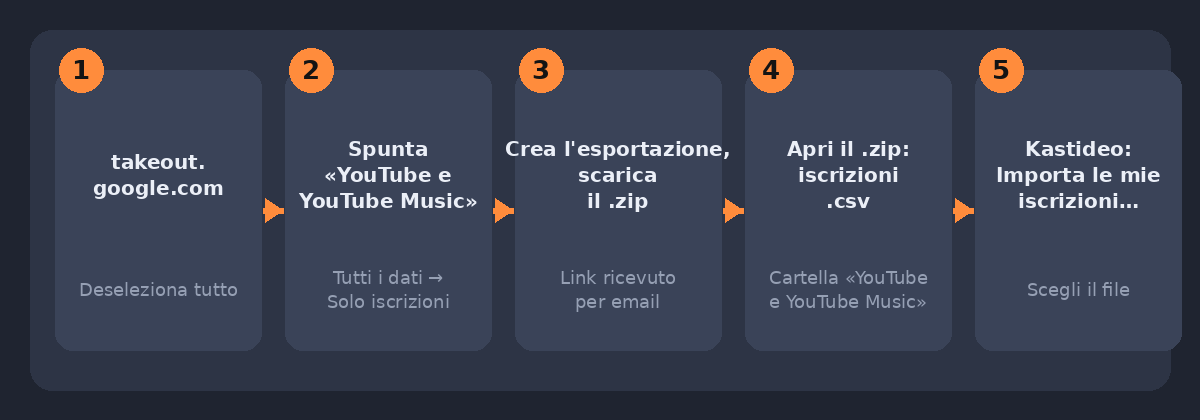 1
takeout.
google.com
Deseleziona tutto
2
Spunta
«YouTube e
YouTube Music»
Tutti i dati →
Solo iscrizioni
3
Crea l'esportazione,
scarica
il .zip
Link ricevuto
per email
4
Apri il .zip:
iscrizioni
.csv
Cartella «YouTube
e YouTube Music»
5
Kastideo:
Importa le mie
iscrizioni…
Scegli il file